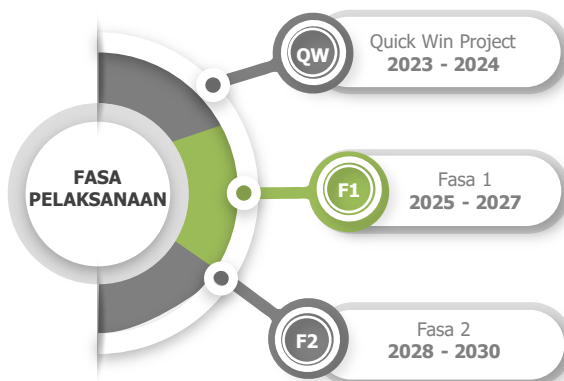 QW
Quick Win Project
2023 - 2024
FASA
PELAKSANAAN
F1
Fasa 1
2025 - 2027
F2
Fasa 2
2028 - 2030